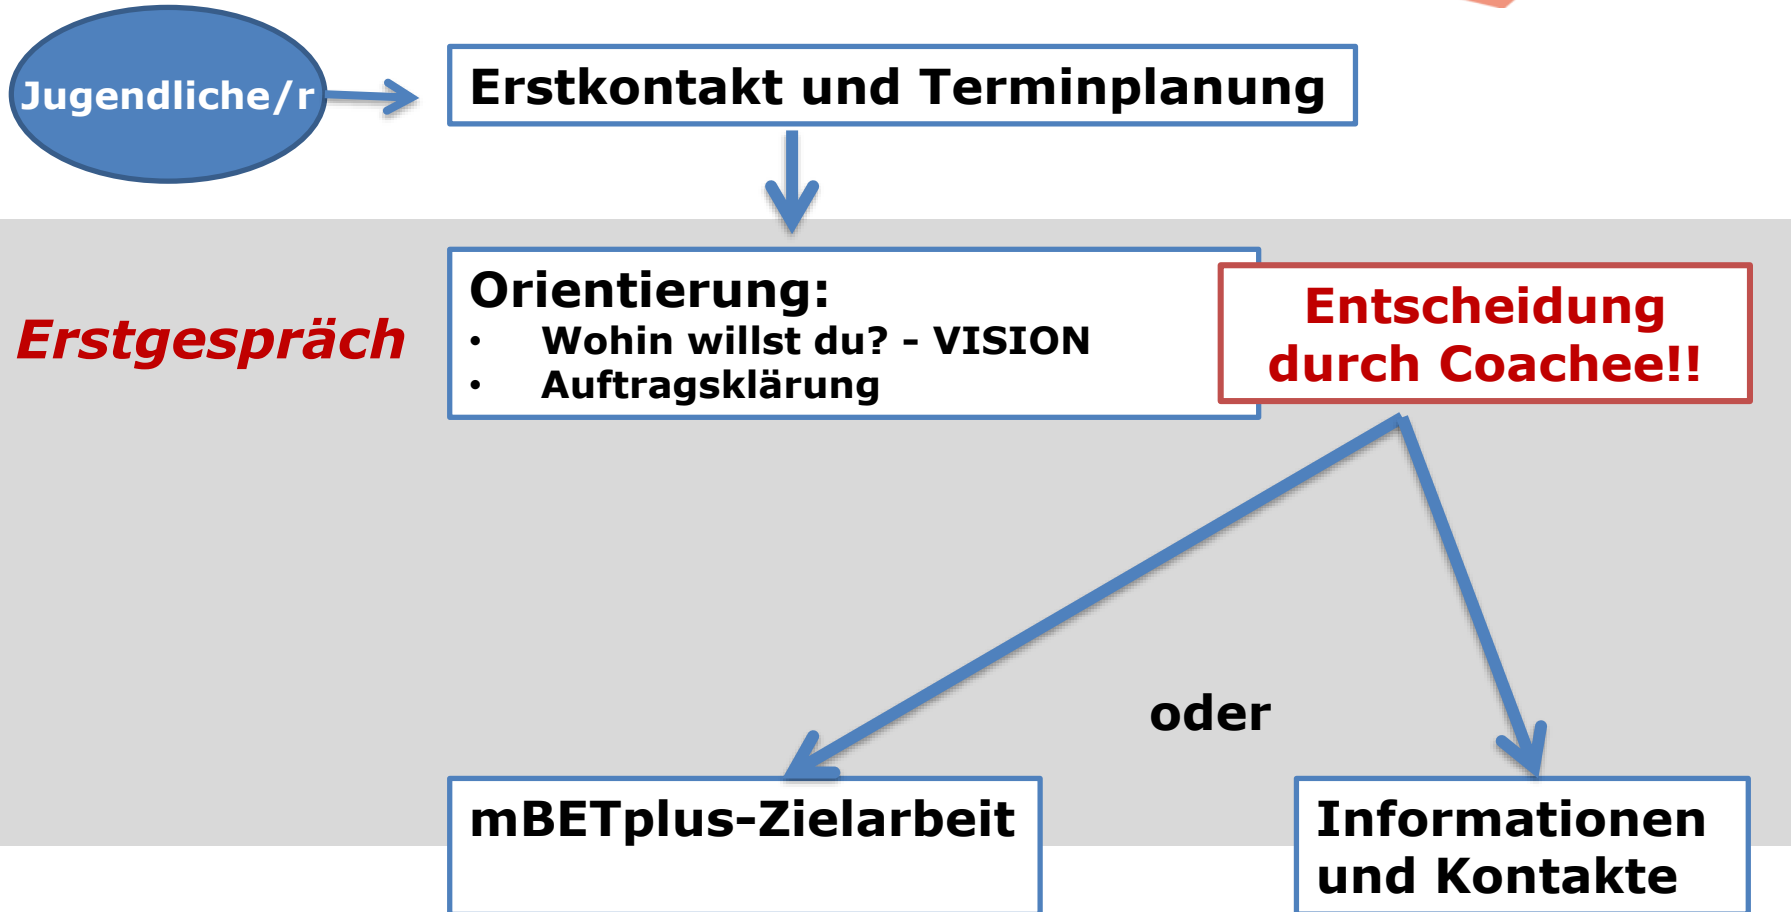 Jugendliche/r
Erstkontakt und Terminplanung
Erstgespräch
Orientierung:
• Wohin willst du? - VISION
• Auftragsklärung
Entscheidung
durch Coachee!!
oder
mBETplus-Zielarbeit
Informationen
und Kontakte